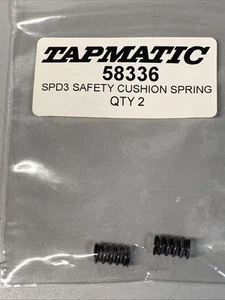 TAPMATIC
58336
SPD3 SAFETY CUSHION SPRING
QTY 2